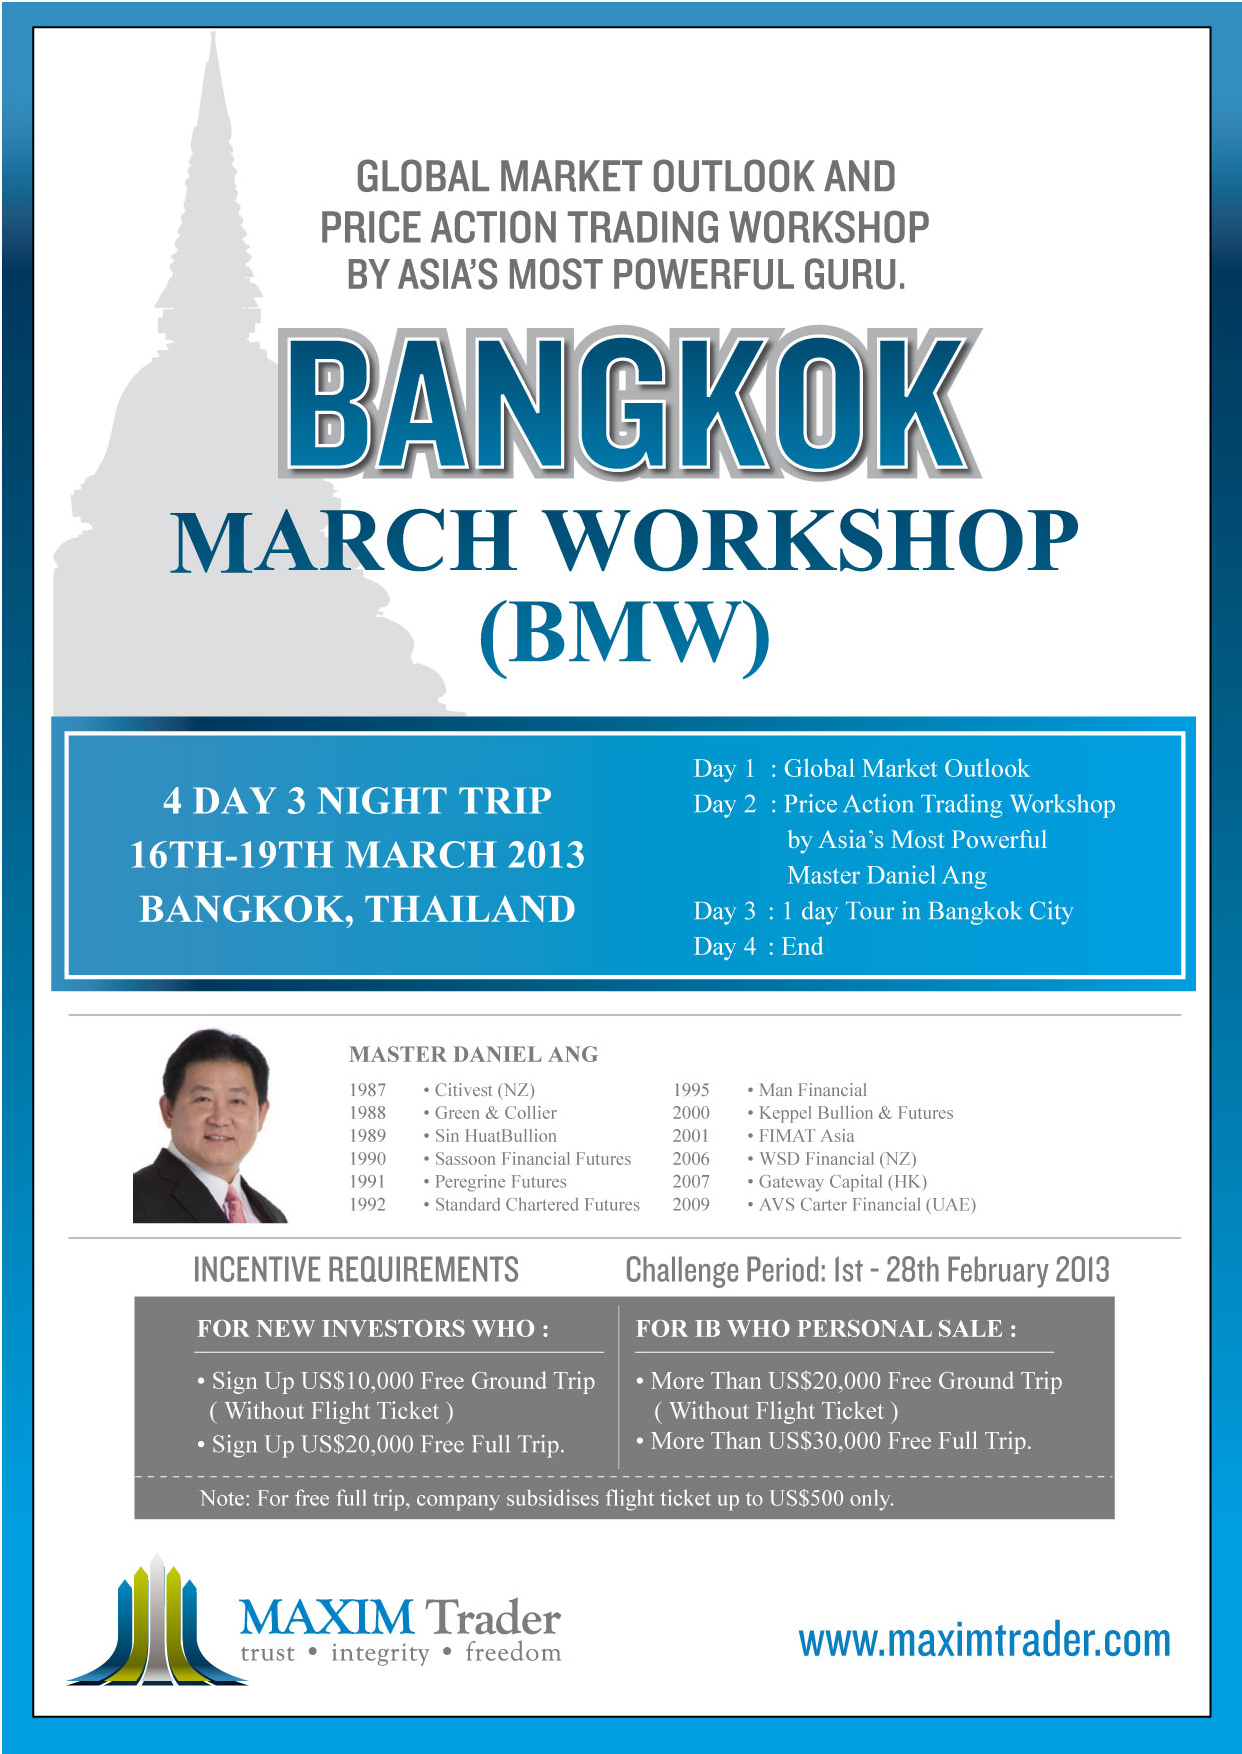 GLOBAL MARKET OUTLOOK AND
PRICE ACTION TRADING WORKSHOP
BY ASIA'S MOST POWERFUL GURU.
BANGKOK
MARCH WORKSHOP
(BMW)
4 DAY 3 NIGHT TRIP
16TH-19TH MARCH 2013
BANGKOK, THAILAND
Day 1 : Global Market Outlook
Day 2 : Price Action Trading Workshop
by Asia's Most Powerful
Master Daniel Ang
Day 3 : 1 day Tour in Bangkok City
Day 4 : End
MASTER DANIEL ANG
1987 • Citivest (NZ)
1988 • Green & Collier
1989 • Sin HuatBullion
1990 • Sassoon Financial Futures
1991 • Peregrine Futures
1992 • Standard Chartered Futures
1995 • Man Financial
2000 • Keppel Bullion & Futures
2001 • FIMAT Asia
2006 • WSD Financial (NZ)
2007 • Gateway Capital (HK)
2009 • AVS Carter Financial (UAE)
INCENTIVE REQUIREMENTS
Challenge Period: 1st - 28th February 2013
FOR NEW INVESTORS WHO :
• Sign Up US$10,000 Free Ground Trip
( Without Flight Ticket )
• Sign Up US$20,000 Free Full Trip.
FOR IB WHO PERSONAL SALE :
• More Than US$20,000 Free Ground Trip
( Without Flight Ticket )
• More Than US$30,000 Free Full Trip.
Note: For free full trip, company subsidises flight ticket up to US$500 only.
MAXIM Trader
trust • integrity • freedom
www.maximtrader.com